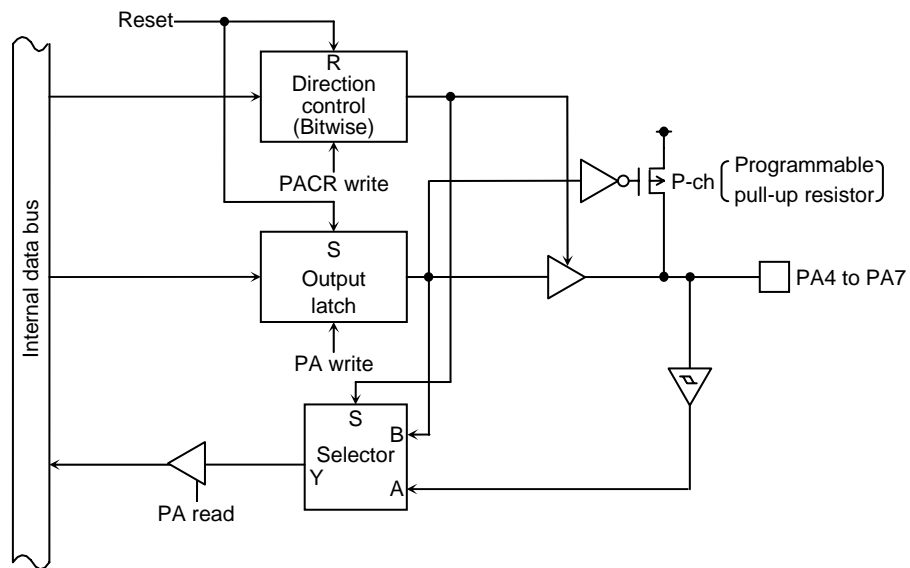 Reset
R
Direction
control
(Bitwise)
PACR write
P-ch
Programmable
pull-up resistor
S
Output
latch
PA write
PA4 to PA7
Internal data bus
S
B
Selector
Y
A
PA read